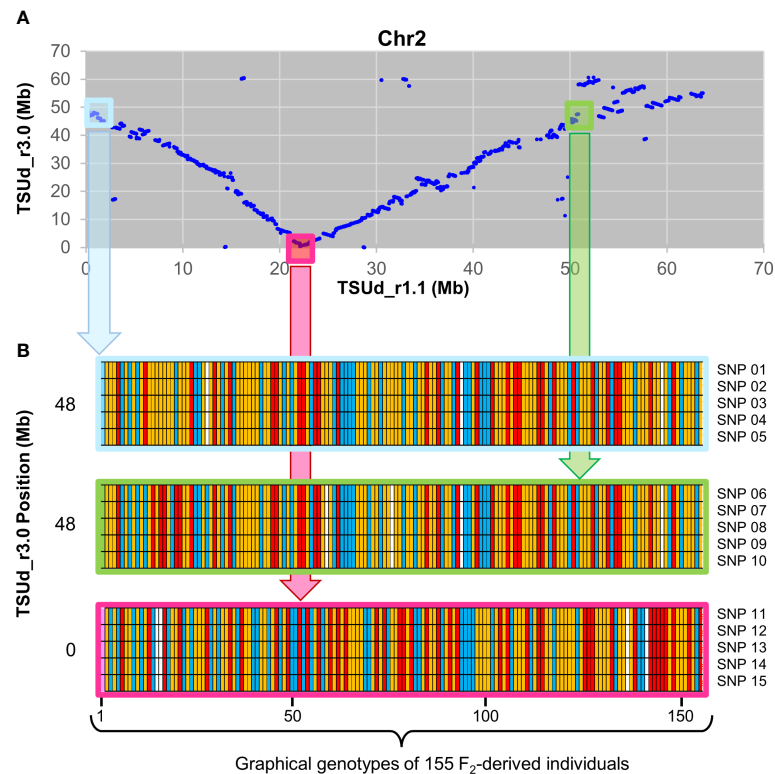 A
Chr2
TSUd_r3.0 (Mb)
70
60
50
40
30
20
10
0
0 10 20 30 40 50 60 70
TSUd_r1.1 (Mb)
B
TSUd_r3.0 Position (Mb)
48
SNP 01
SNP 02
SNP 03
SNP 04
SNP 05
48
SNP 06
SNP 07
SNP 08
SNP 09
SNP 10
0
SNP 11
SNP 12
SNP 13
SNP 14
SNP 15
1 50 100 150
Graphical genotypes of 155 F2-derived individuals